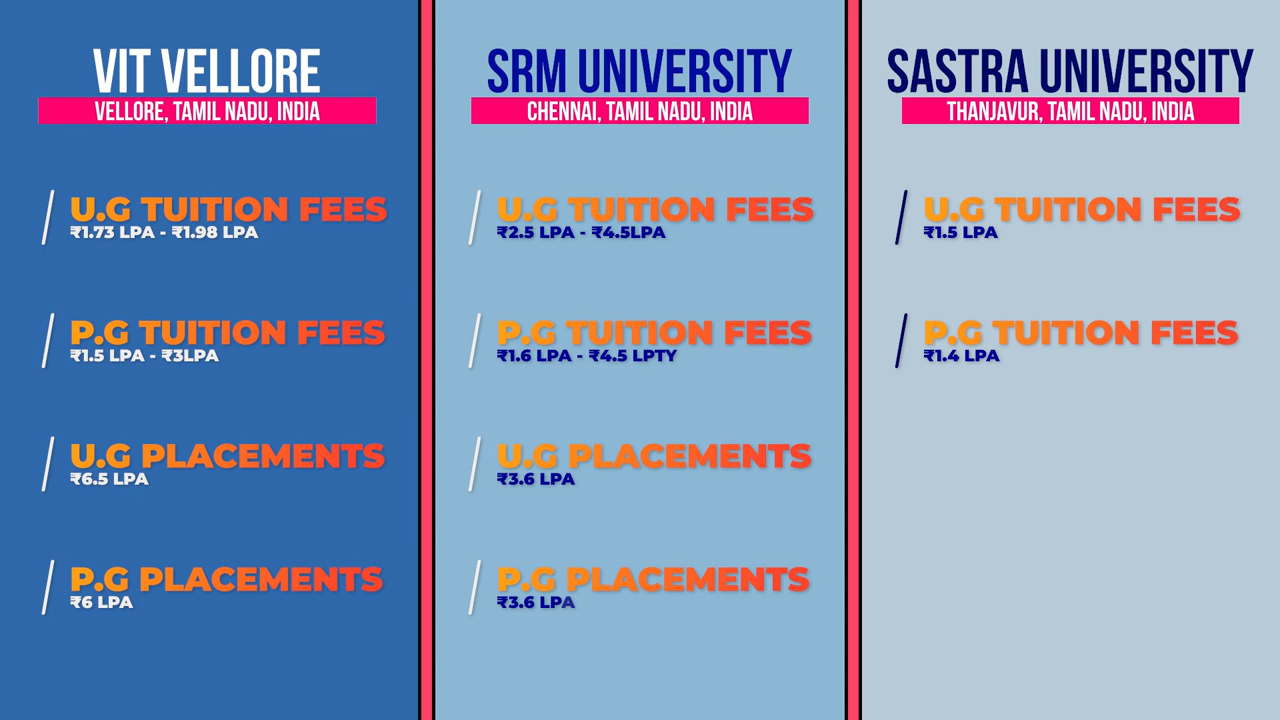 VIT VELLORE
VELLORE, TAMIL NADU, INDIA
U.G TUITION FEES
₹1.73 LPA - ₹1.98 LPA
P.G TUITION FEES
₹1.5 LPA - ₹3LPA
U.G PLACEMENTS
₹6.5 LPA
P.G PLACEMENTS
₹6 LPA
SRM UNIVERSITY
CHENNAI, TAMIL NADU, INDIA
U.G TUITION FEES
₹2.5 LPA - ₹4.5LPA
P.G TUITION FEES
₹1.6 LPA - ₹4.5 LPTY
U.G PLACEMENTS
₹3.6 LPA
P.G PLACEMENTS
₹3.6 LPA
SASTRA UNIVERSITY
THANJAVUR, TAMIL NADU, INDIA
U.G TUITION FEES
₹1.5 LPA
P.G TUITION FEES
₹1.4 LPA